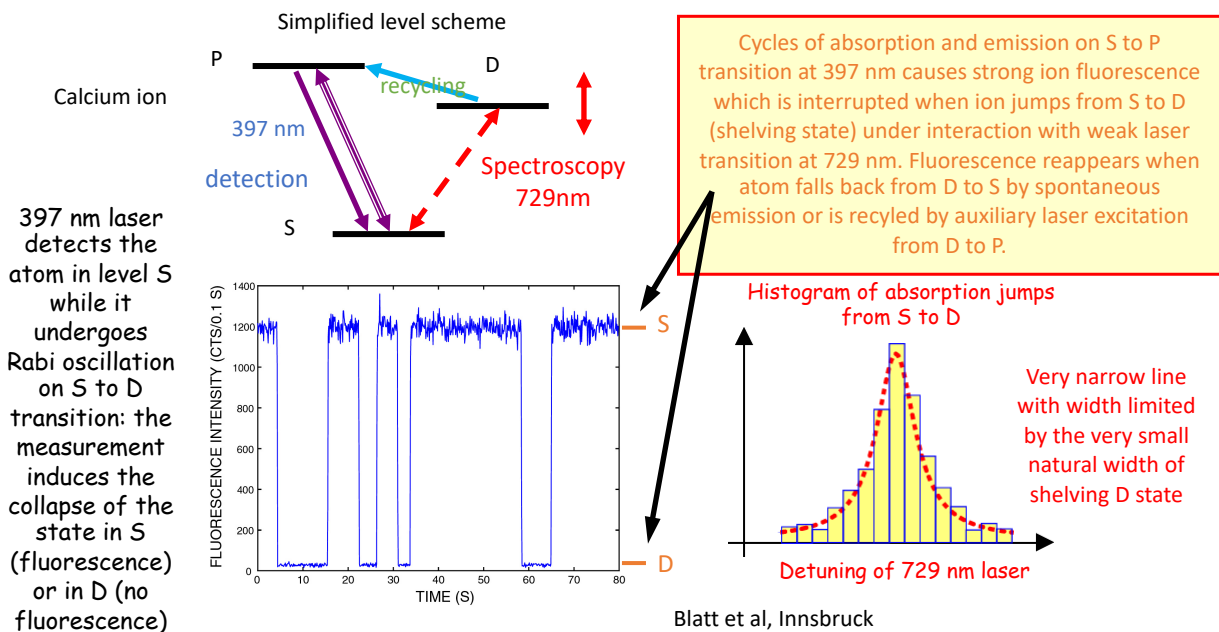 Simplified level scheme
P
D
recycling
Calcium ion
397 nm
detection
Spectroscopy
729nm
S
Cycles of absorption and emission on S to P
transition at 397 nm causes strong ion fluorescence
which is interrupted when ion jumps from S to D
(shelving state) under interaction with weak laser
transition at 729 nm. Fluorescence reappears when
atom falls back from D to S by spontaneous
emission or is recyled by auxiliary laser excitation
from D to P.
397 nm laser
detects the
atom in level S
while it
undergoes
Rabi oscillation
on S to D
transition: the
measurement
induces the
collapse of the
state in S
(fluorescence)
or in D (no
fluorescence)
FLUORESCENCE INTENSITY (CTS/0.1 S)
1400
1200
1000
800
600
400
200
0
0 10 20 30 40 50 60 70 80
TIME (S)
S
D
Histogram of absorption jumps
from S to D
Very narrow line
with width limited
by the very small
natural width of
shelving D state
Detuning of 729 nm laser
Blatt et al, Innsbruck